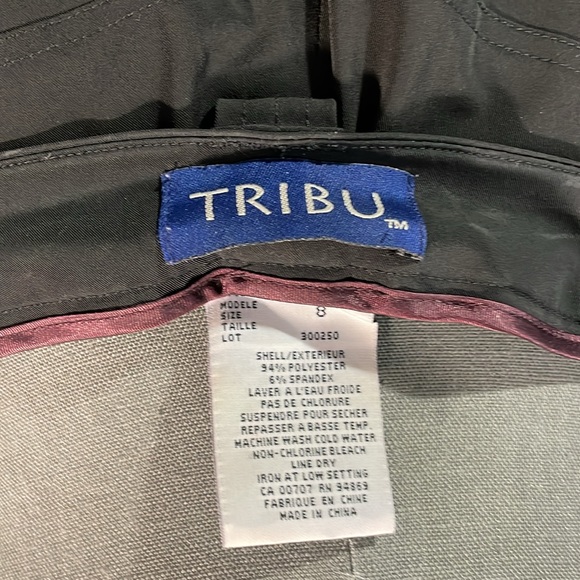 TRIBU™
MODELE
SIZE 8
TAILLE
LOT 300250
SHELL/EXTERIEUR
94% POLYESTER
6% SPANDEX
LAVER A L'EAU FROIDE
PAS DE CHLORURE
SUSPENDRE POUR SECHER
REPASSER A BASSE TEMP.
MACHINE WASH COLD WATER
NON-CHLORINE BLEACH
LINE DRY
IRON AT LOW SETTING
CA 00707 RN 94869
FABRIQUE EN CHINE
MADE IN CHINA